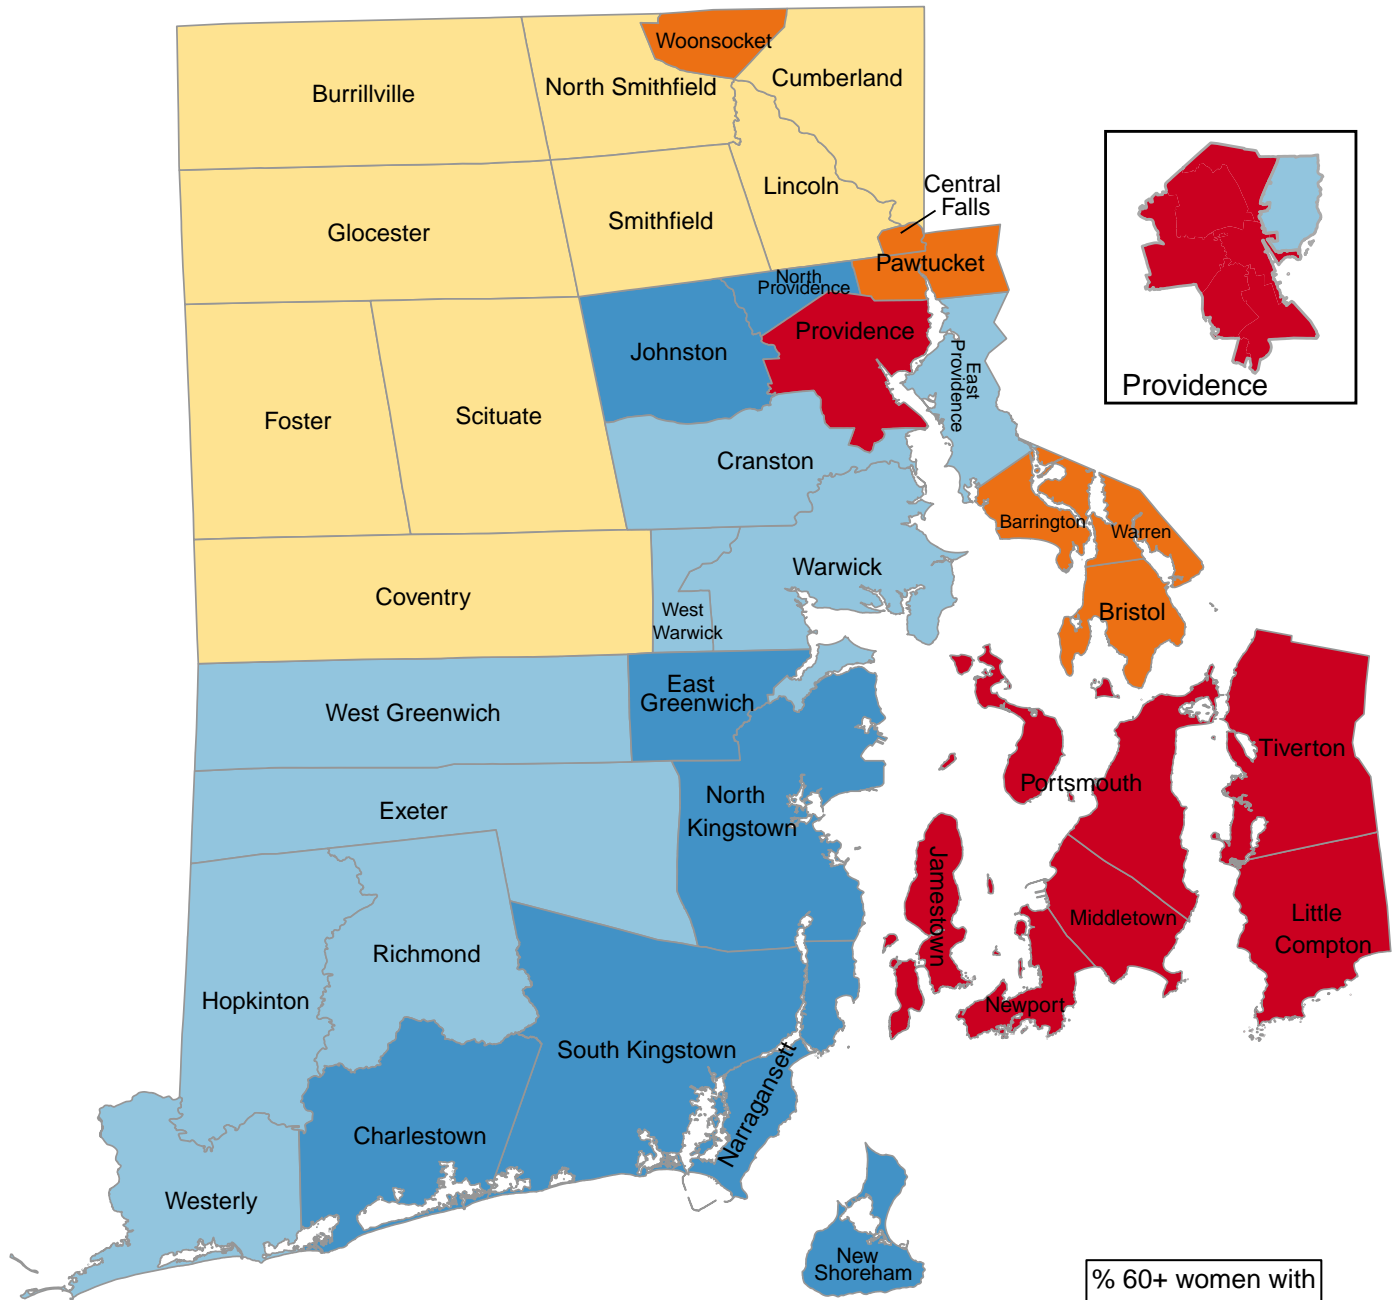 Woonsocket
Burrillville
North Smithfield
Cumberland
Glocester
Smithfield
Lincoln
Central
Falls
Pawtucket
North
Providence
Providence
Johnston
East
Providence
Foster
Scituate
Cranston
Barrington
Warren
Warwick
Coventry
West
Warwick
Bristol
West Greenwich
East
Greenwich
Exeter
North
Kingstown
Portsmouth
Tiverton
Jamestown
Middletown
Little
Compton
Richmond
Hopkinton
Newport
South Kingstown
Narragansett
Charlestown
Westerly
New
Shoreham
Providence
% 60+ women with